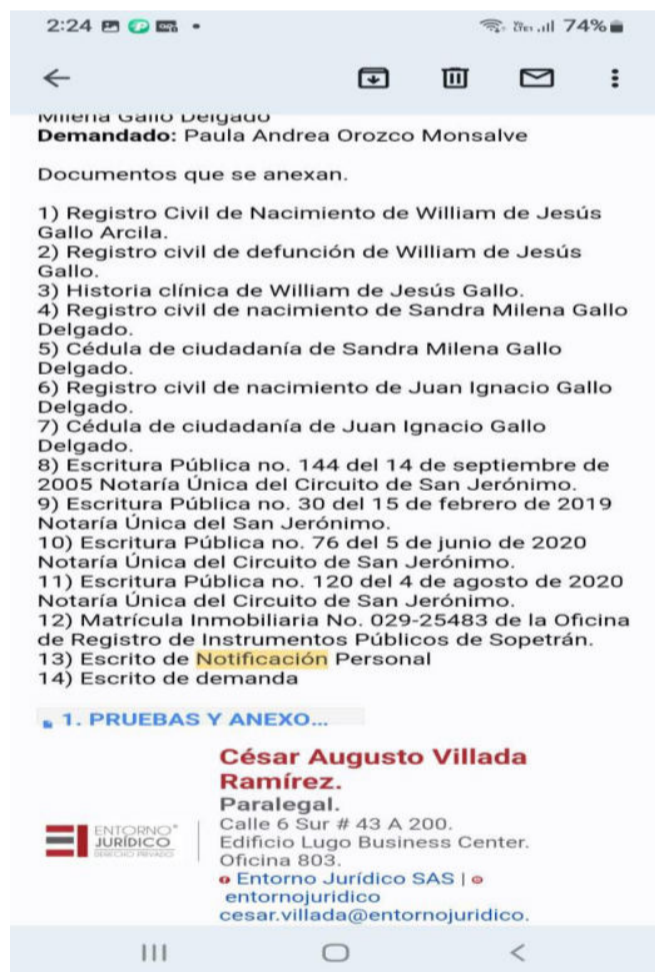 2:24
74%
Milena Gallo Delgado
Demandado: Paula Andrea Orozco Monsalve
Documentos que se anexan.
1) Registro Civil de Nacimiento de William de Jesús
Gallo Arcila.
2) Registro civil de defunción de William de Jesús
Gallo.
3) Historia clínica de William de Jesús Gallo.
4) Registro civil de nacimiento de Sandra Milena Gallo
Delgado.
5) Cédula de ciudadanía de Sandra Milena Gallo
Delgado.
6) Registro civil de nacimiento de Juan Ignacio Gallo
Delgado.
7) Cédula de ciudadanía de Juan Ignacio Gallo
Delgado.
8) Escritura Pública no. 144 del 14 de septiembre de
2005 Notaría Única del Circuito de San Jerónimo.
9) Escritura Pública no. 30 del 15 de febrero de 2019
Notaría Única del San Jerónimo.
10) Escritura Pública no. 76 del 5 de junio de 2020
Notaría Única del Circuito de San Jerónimo.
11) Escritura Pública no. 120 del 4 de agosto de 2020
Notaría Única del Circuito de San Jerónimo.
12) Matrícula Inmobiliaria No. 029-25483 de la Oficina
de Registro de Instrumentos Públicos de Sopetrán.
13) Escrito de Notificación Personal
14) Escrito de demanda
1. PRUEBAS Y ANEXO...
César Augusto Villada
Ramírez.
Paralegal.
Calle 6 Sur # 43 A 200.
Edificio Lugo Business Center.
Oficina 803.
Entorno Jurídico SAS |
entornojuridico
cesar.villada@entornojuridico.
ENTORNO
JURÍDICO
DERECHO PRIVADO